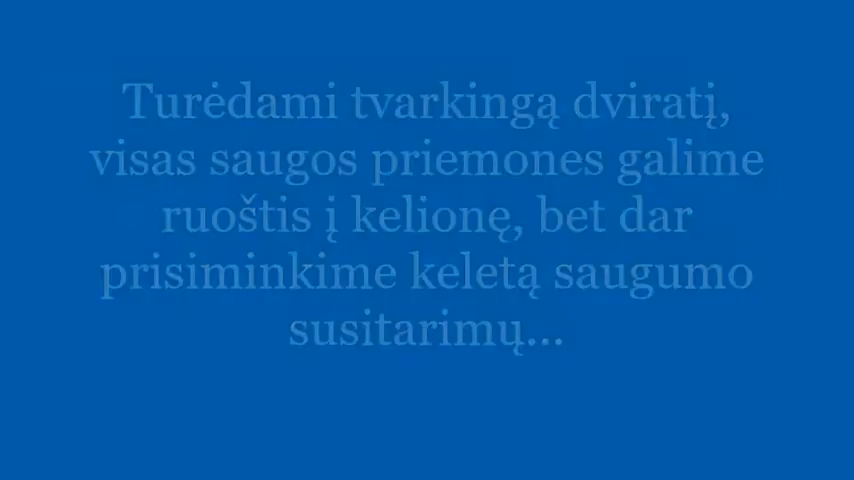 Turėdami tvarkingą dviratį,
visas saugos priemones galime
ruoštis į kelionę, bet dar
prisiminkime keletą saugumo
susitarimų...